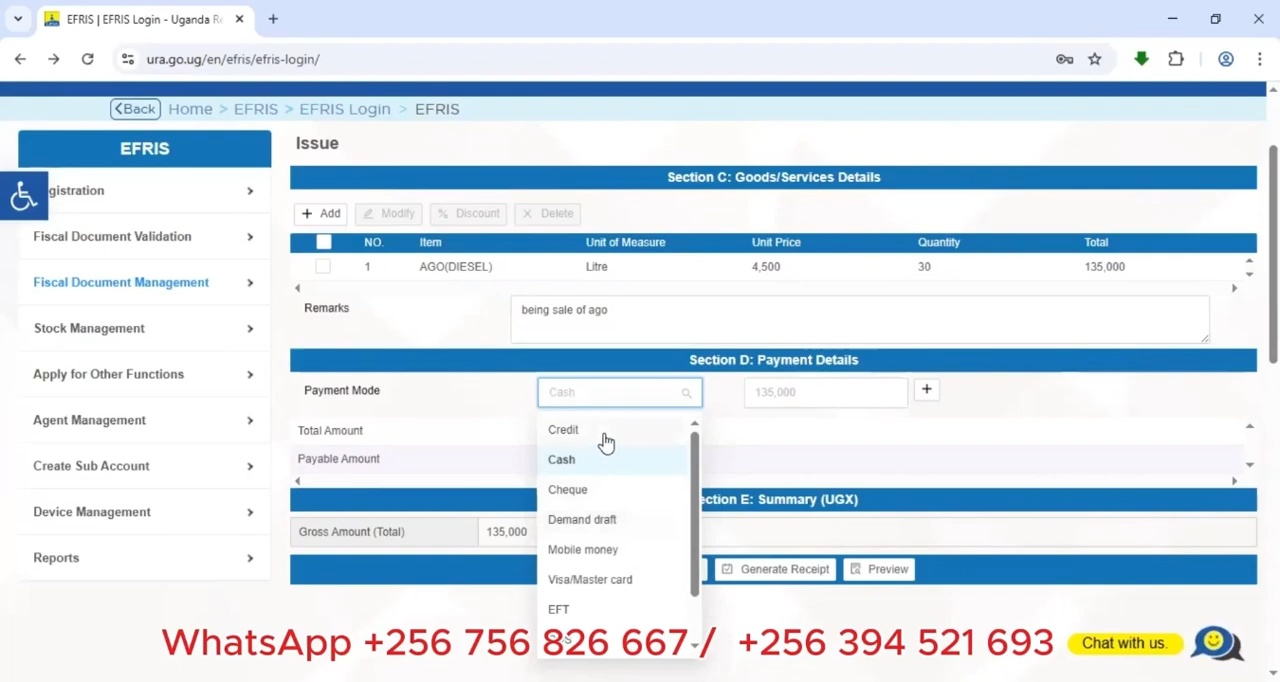 EFRIS | EFRIS Login - Uganda Re
ura.go.ug/en/efris/efris-login/
Back Home > EFRIS > EFRIS Login > EFRIS
EFRIS
gistration
Fiscal Document Validation
Fiscal Document Management
Stock Management
Apply for Other Functions
Agent Management
Create Sub Account
Device Management
Reports
Issue
Section C: Goods/Services Details
Add Modify Discount Delete
NO. Item Unit of Measure Unit Price Quantity Total
1 AGO(DIESEL) Litre 4,500 30 135,000
Remarks being sale of ago
Section D: Payment Details
Payment Mode Cash 135,000
Credit
Cash
Cheque
Demand draft
Mobile money
Visa/Master card
EFT
Total Amount
Payable Amount
ection E: Summary (UGX)
Gross Amount (Total) 135,000
Generate Receipt Preview
WhatsApp +256 756 826 667 / +256 394 521 693
Chat with us.